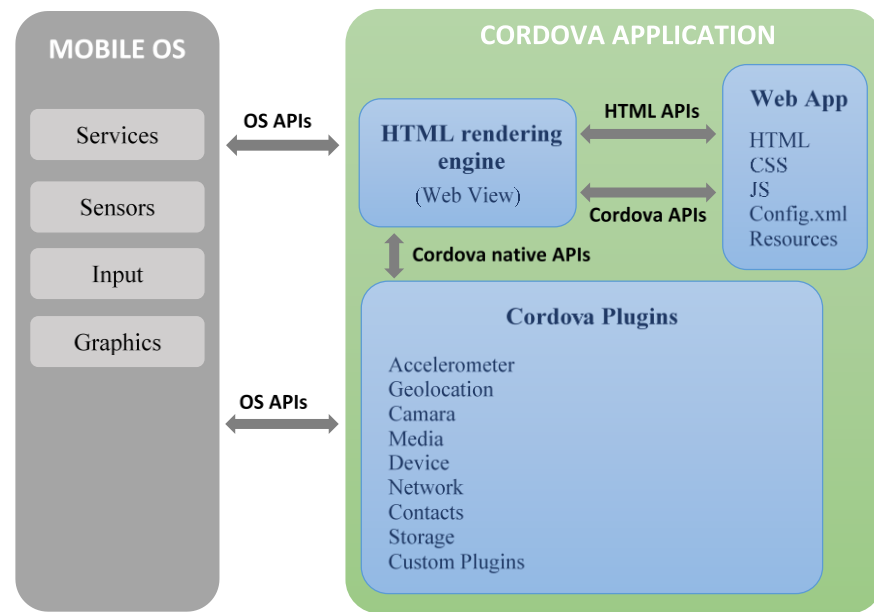 MOBILE OS
Services
Sensors
Input
Graphics
OS APIs
OS APIs
CORDOVA APPLICATION
HTML rendering
engine
(Web View)
HTML APIs
Cordova APIs
Web App
HTML
CSS
JS
Config.xml
Resources
Cordova native APIs
Cordova Plugins
Accelerometer
Geolocation
Camara
Media
Device
Network
Contacts
Storage
Custom Plugins